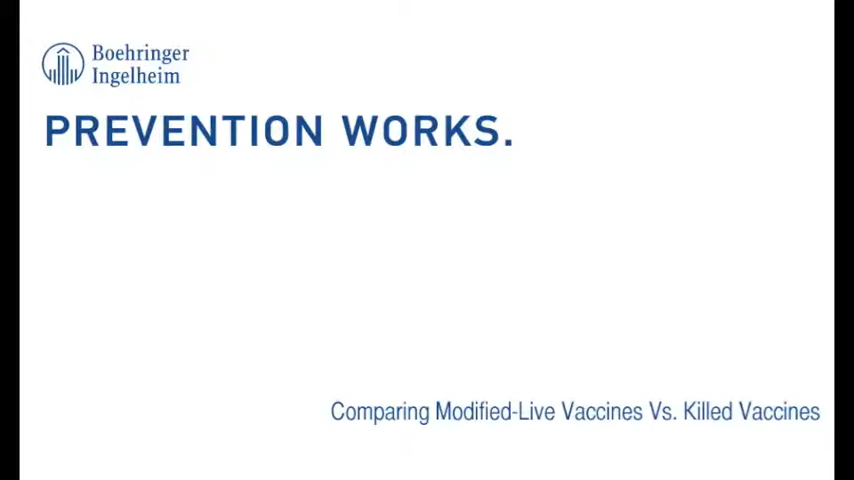 Boehringer
Ingelheim
PREVENTION WORKS.
Comparing Modified-Live Vaccines Vs. Killed Vaccines